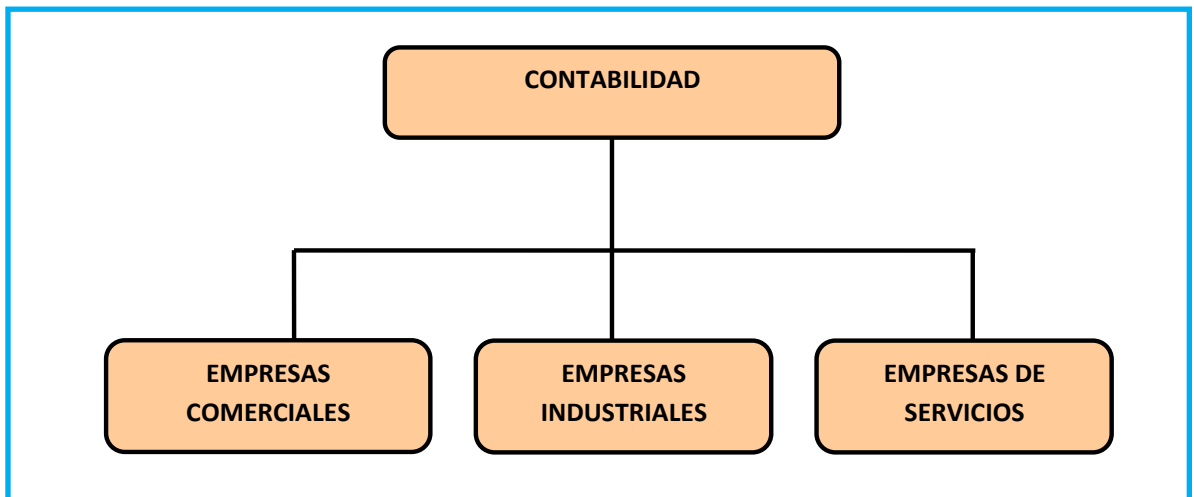 CONTABILIDAD
EMPRESAS
COMERCIALES
EMPRESAS
INDUSTRIALES
EMPRESAS DE
SERVICIOS